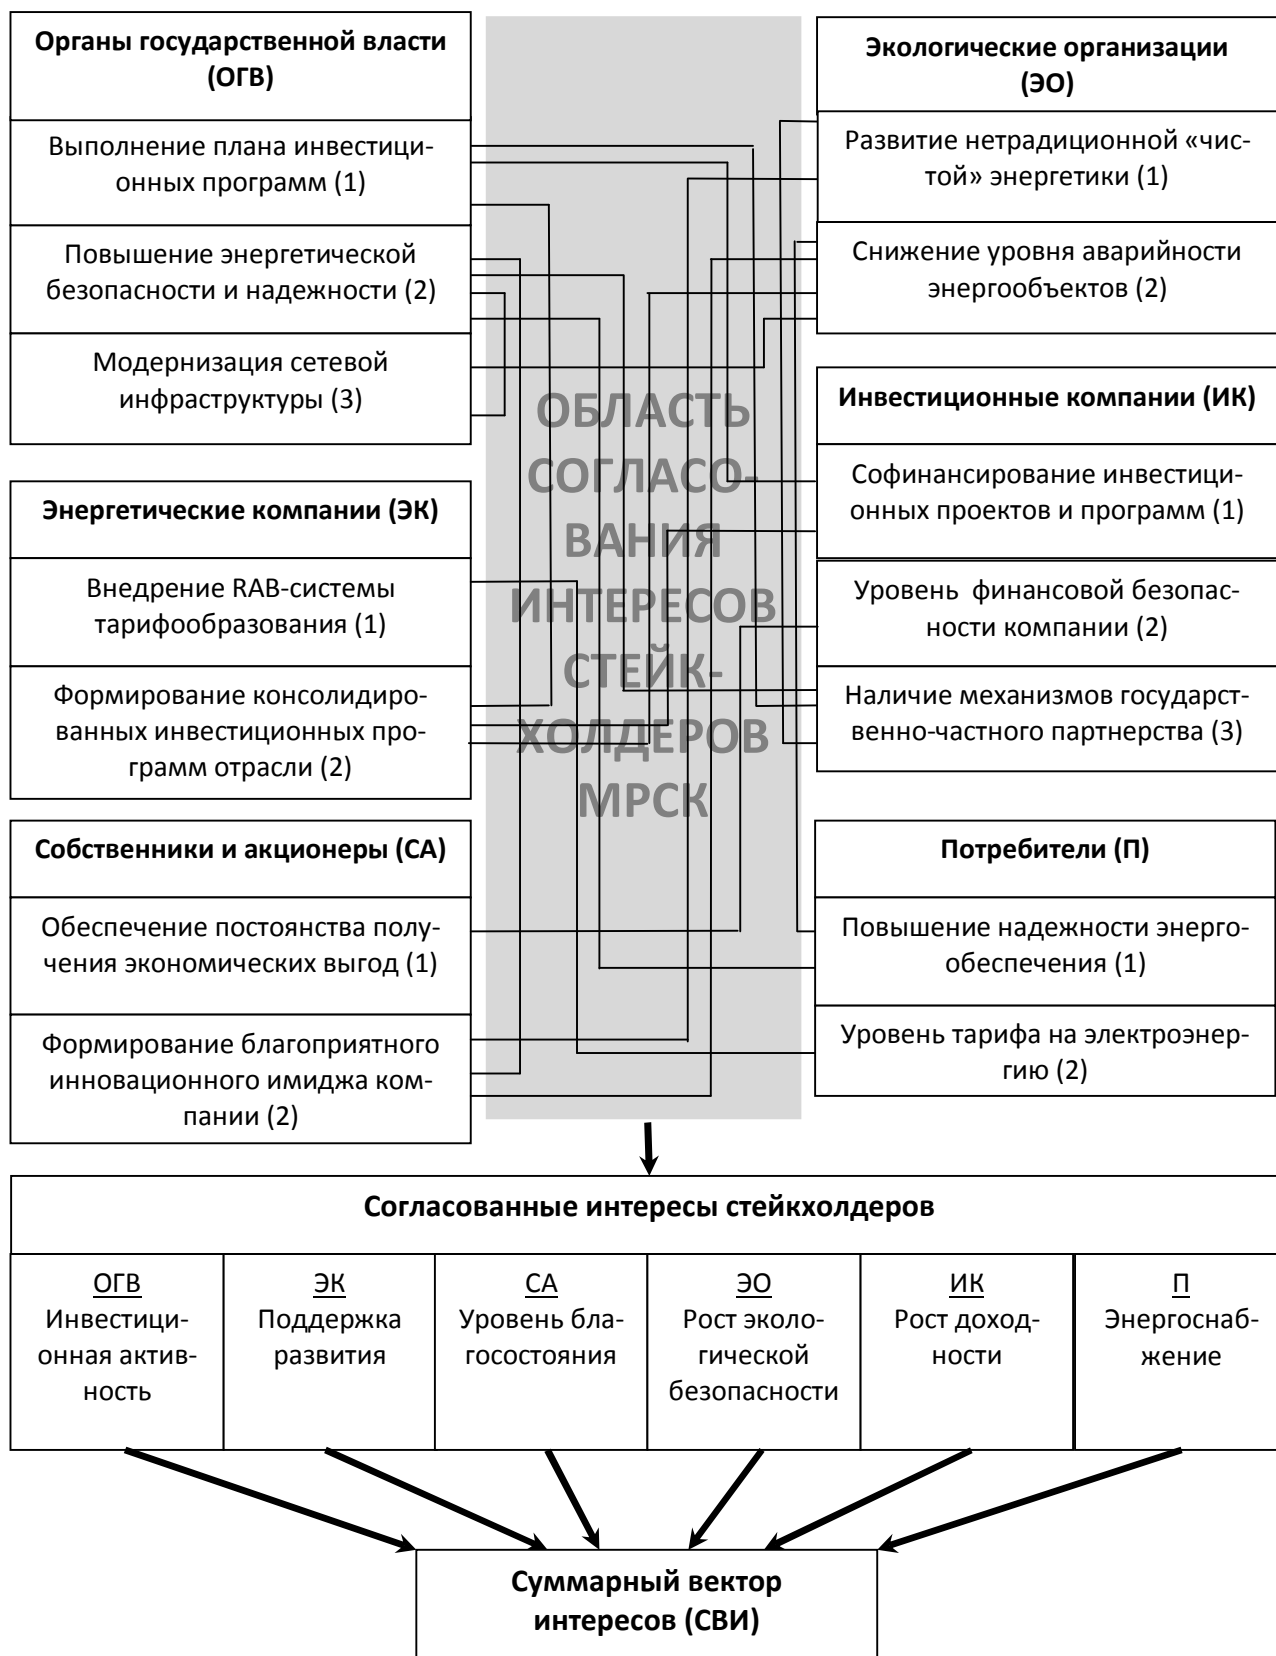 Органы государственной власти
(ОГВ)
Выполнение плана инвестици-
онных программ (1)
Повышение энергетической
безопасности и надежности (2)
Модернизация сетевой
инфраструктуры (3)
Энергетические компании (ЭК)
Внедрение RAB-системы
тарифообразования (1)
Формирование консолидиро-
ванных инвестиционных про-
грамм отрасли (2)
Собственники и акционеры (СА)
Обеспечение постоянства полу-
чения экономических выгод (1)
Формирование благоприятного
инновационного имиджа ком-
пании (2)
ОБЛАСТЬ
СОГЛАСО-
ВАНИЯ
ИНТЕРЕСОВ
СТЕЙК-
ХОЛДЕРОВ
МРСК
Экологические организации
(ЭО)
Развитие нетрадиционной «чис-
той» энергетики (1)
Снижение уровня аварийности
энергообъектов (2)
Инвестиционные компании (ИК)
Софинансирование инвестици-
онных проектов и программ (1)
Уровень финансовой безопас-
ности компании (2)
Наличие механизмов государст-
венно-частного партнерства (3)
Потребители (П)
Повышение надежности энерго-
обеспечения (1)
Уровень тарифа на электроэнер-
гию (2)
Согласованные интересы стейкхолдеров
ОГВ
Инвестици-
онная актив-
ность
ЭК
Поддержка
развития
СА
Уровень бла-
госостояния
ЭО
Рост эколо-
гической
безопасности
ИК
Рост доход-
ности
П
Энергоснаб-
жение
Суммарный вектор
интересов (СВИ)